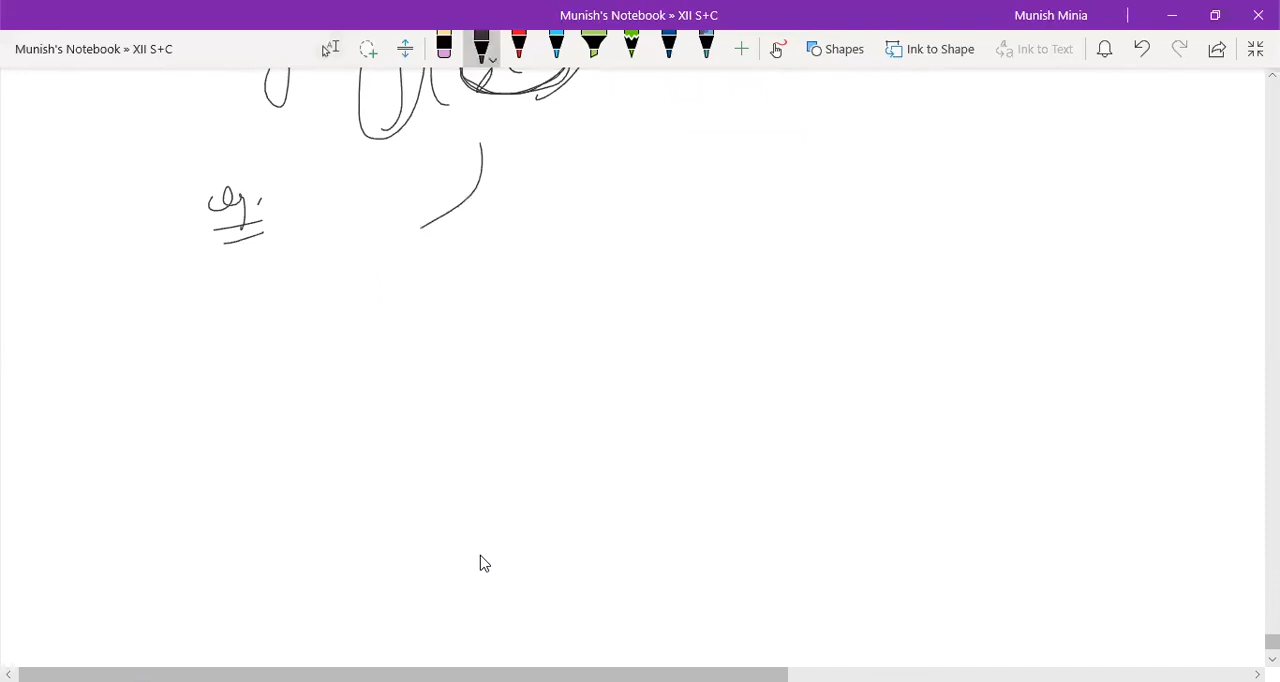 Munish's Notebook » XII S+C
Munish Minia
Munish's Notebook » XII S+C
Shapes
Ink to Shape
Ink to Text